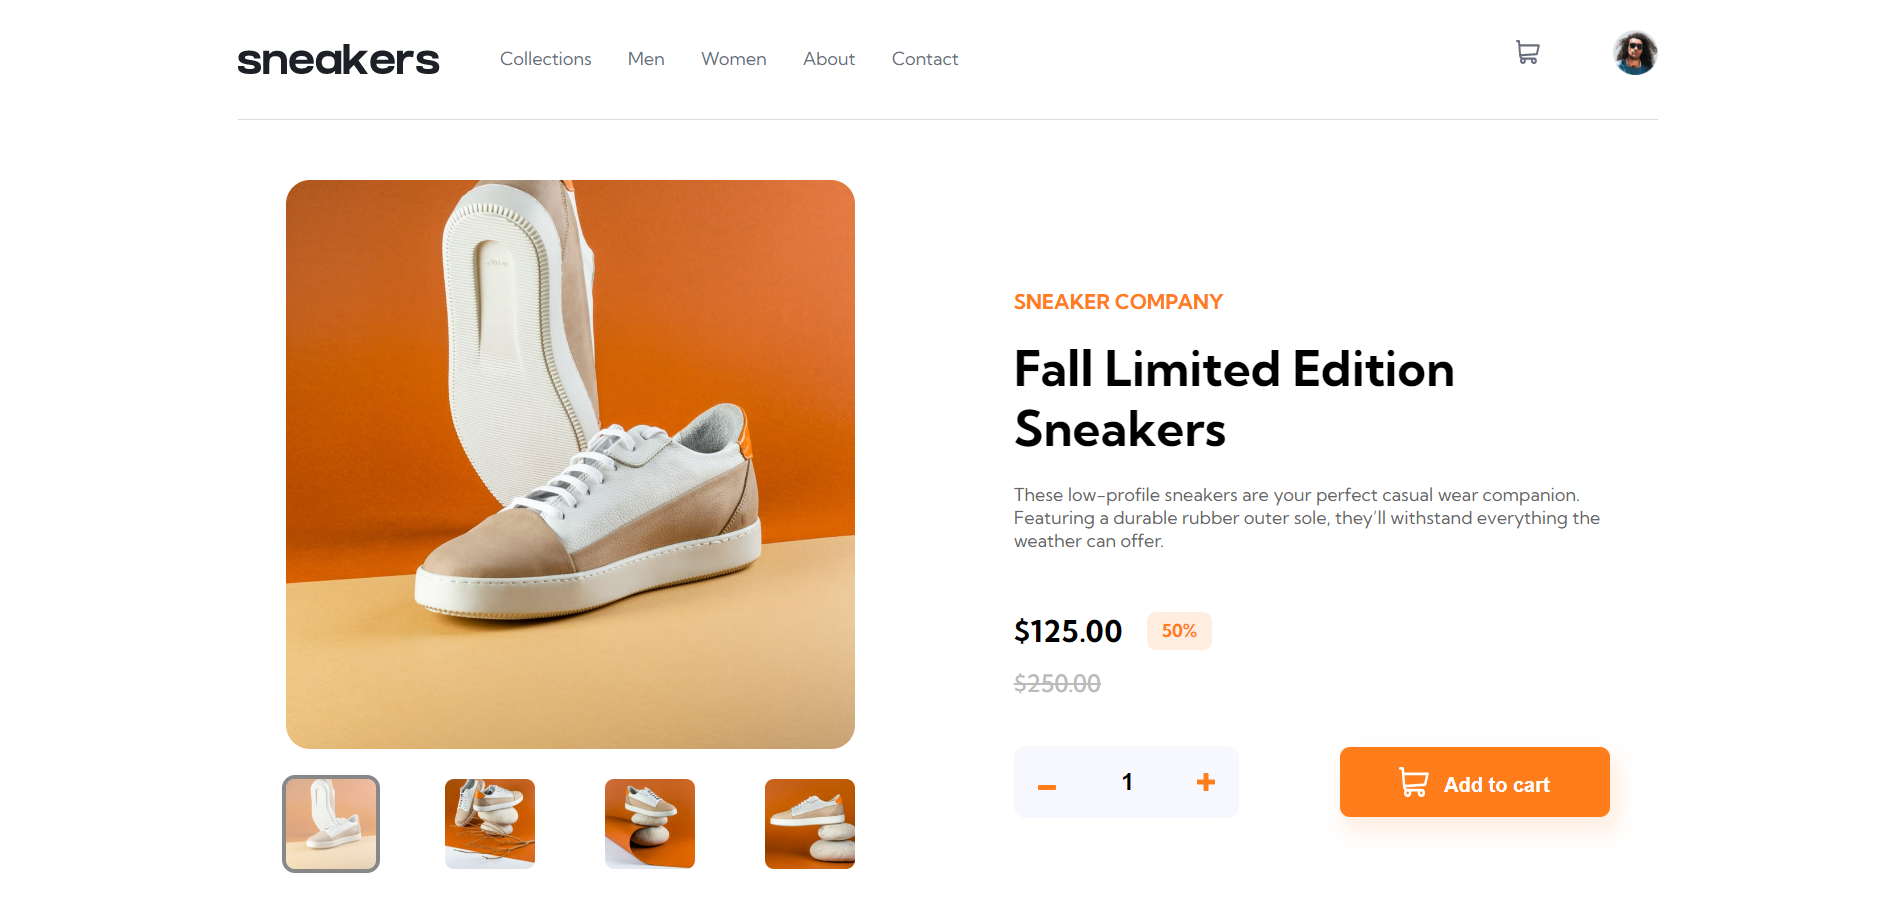 sneakers
Collections
Men
Women
About
Contact
SNEAKER COMPANY
Fall Limited Edition
Sneakers
These low-profile sneakers are your perfect casual wear companion.
Featuring a durable rubber outer sole, they’ll withstand everything the
weather can offer.
$125.00
50%
$250.00
1
Add to cart